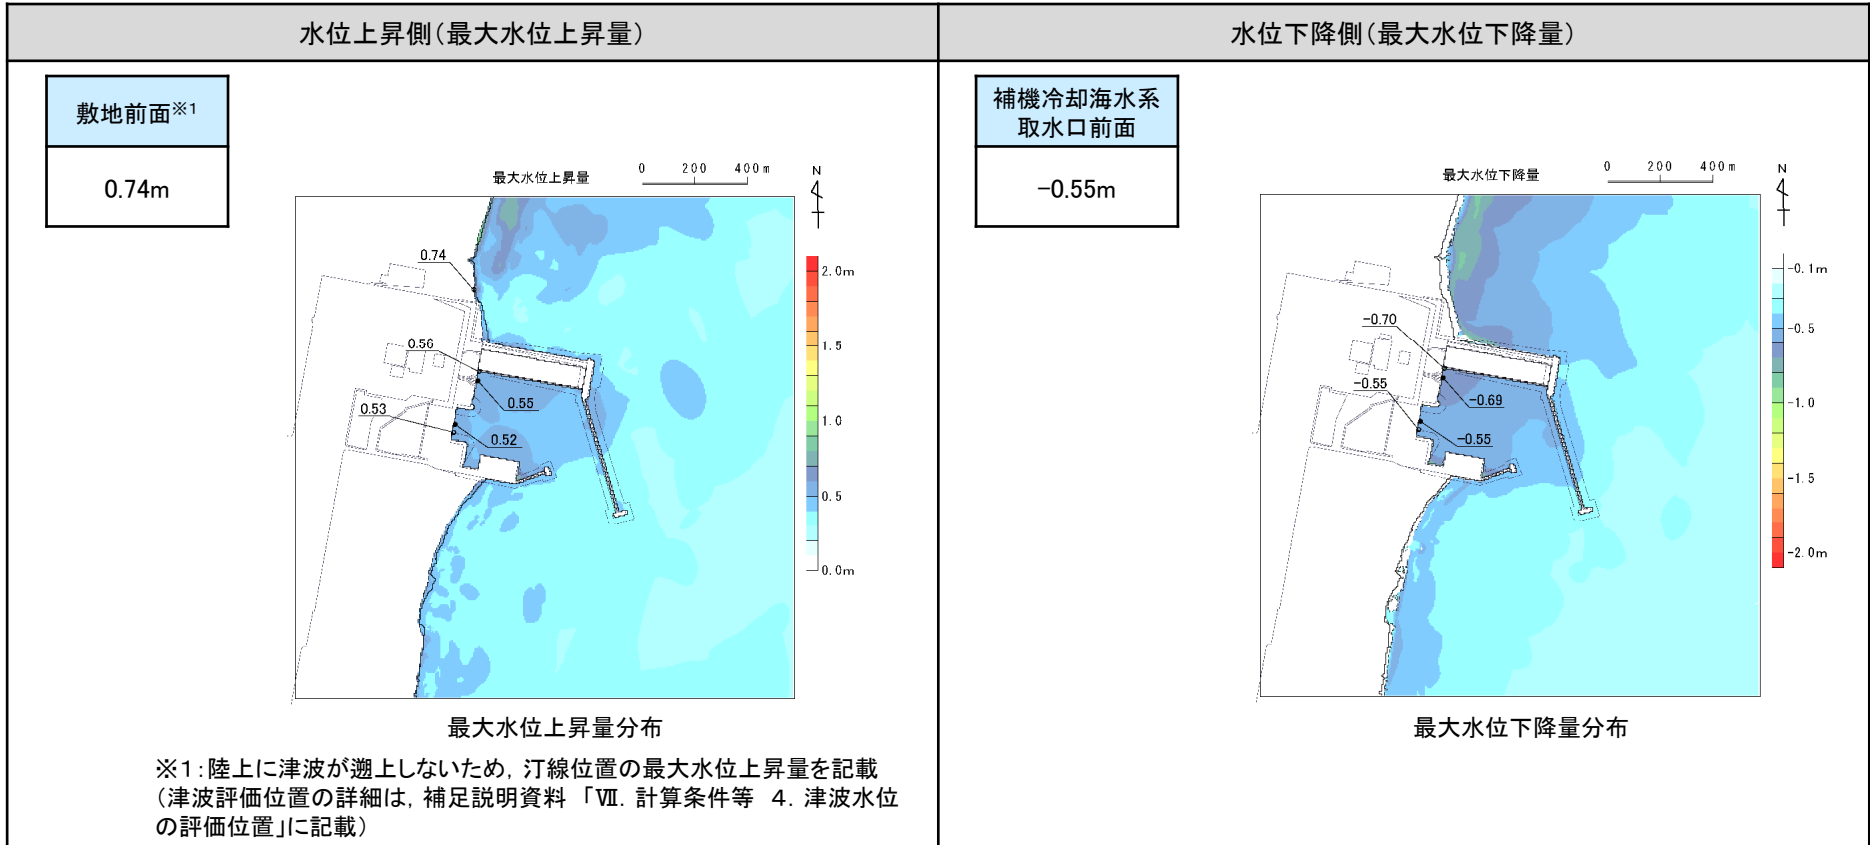 水位上昇側（最大水位上昇量）
敷地前面※1
0.74m
最大水位上昇量
0 200 400m
N
0.74
0.56
0.55
0.53
0.52
2.0m
1.5
1.0
0.5
0.0m
最大水位上昇量分布
※1：陸上に津波が遡上しないため，汀線位置の最大水位上昇量を記載
（津波評価位置の詳細は，補足説明資料 「Ⅶ．計算条件等 4．津波水位
の評価位置」に記載）
水位下降側（最大水位下降量）
補機冷却海水系
取水口前面
-0.55m
最大水位下降量
0 200 400m
N
-0.70
-0.55
-0.69
-0.55
-0.1m
-0.5
-1.0
-1.5
-2.0m
最大水位下降量分布